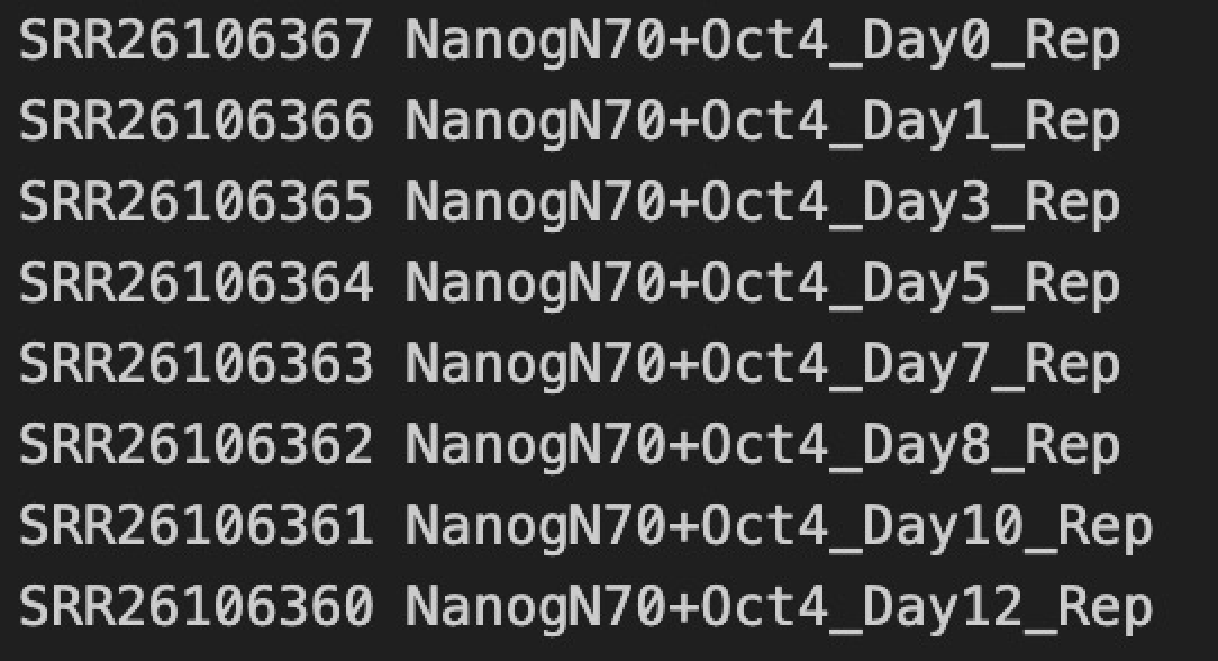 SRR26106367 NanogN70+Oct4_Day0_Rep
SRR26106366 NanogN70+Oct4_Day1_Rep
SRR26106365 NanogN70+Oct4_Day3_Rep
SRR26106364 NanogN70+Oct4_Day5_Rep
SRR26106363 NanogN70+Oct4_Day7_Rep
SRR26106362 NanogN70+Oct4_Day8_Rep
SRR26106361 NanogN70+Oct4_Day10_Rep
SRR26106360 NanogN70+Oct4_Day12_Rep